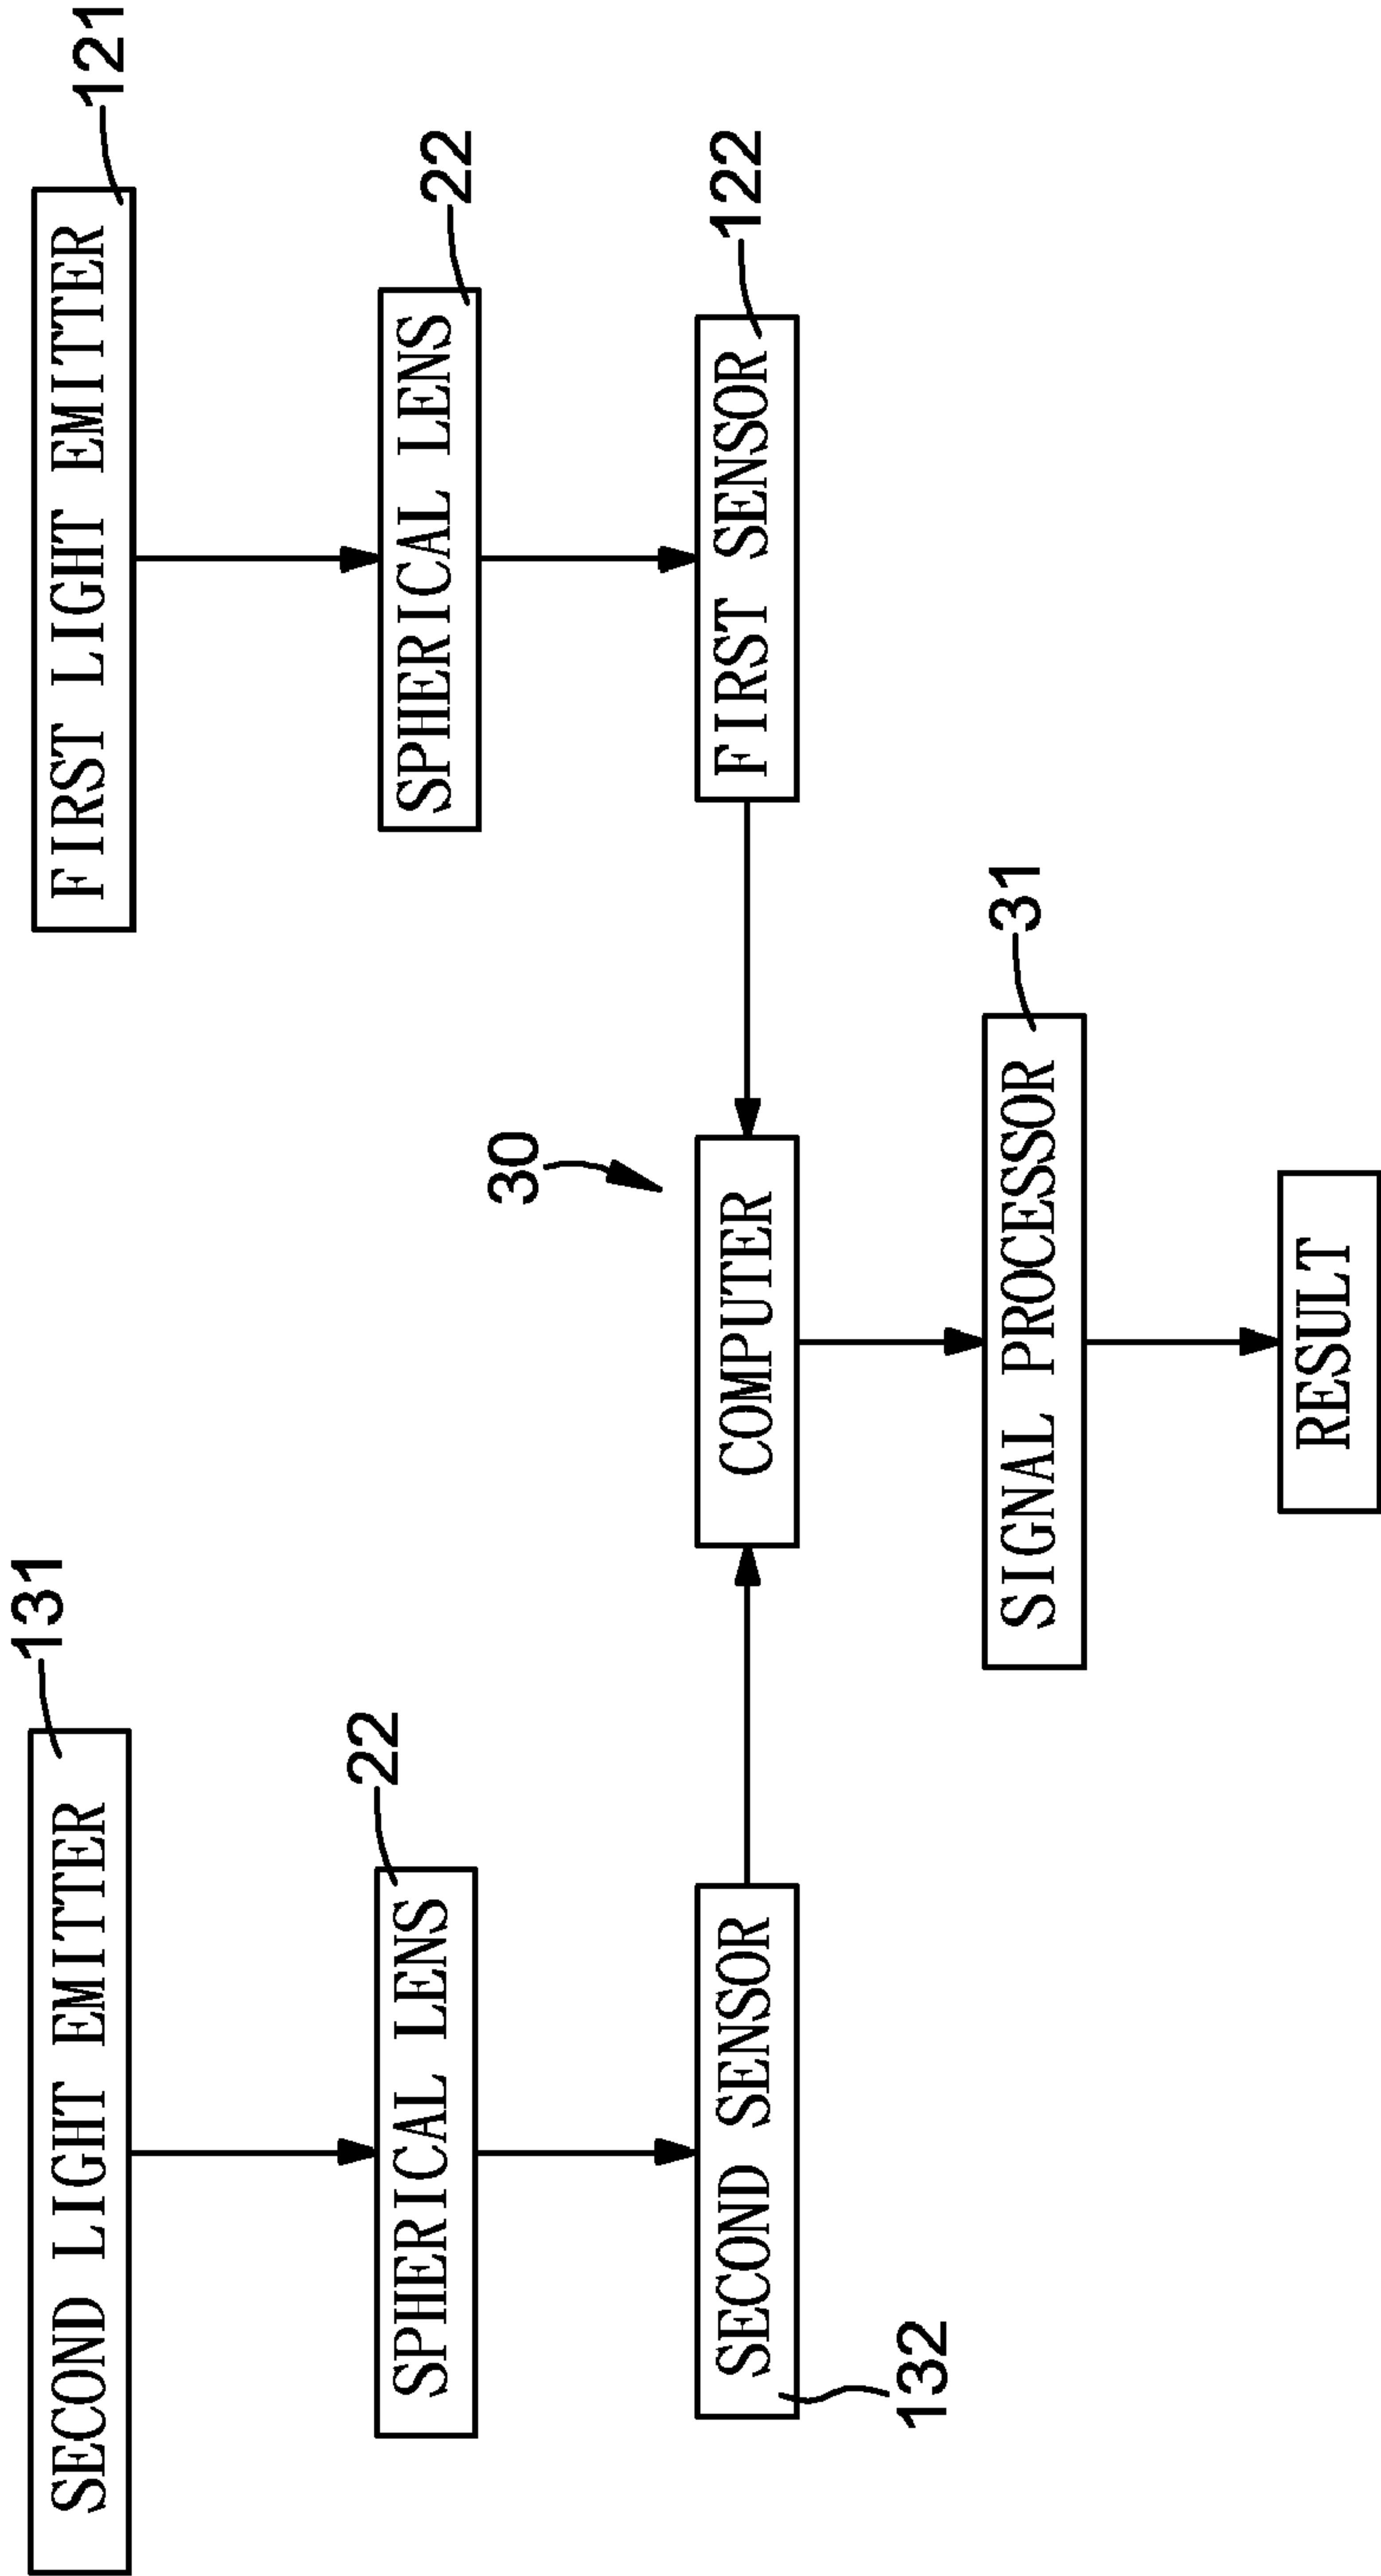 SECOND LIGHT EMITTER
131
FIRST LIGHT EMITTER
121
SPHERICAL LENS
22
SPHERICAL LENS
22
30
SECOND SENSOR
132
COMPUTER
FIRST SENSOR
122
SIGNAL PROCESSOR
31
RESULT